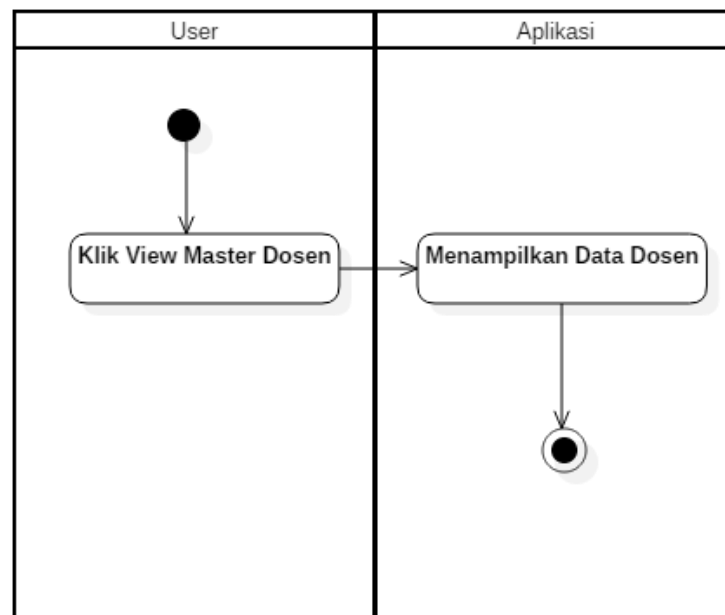 User
Aplikasi
Klik View Master Dosen
Menampilkan Data Dosen